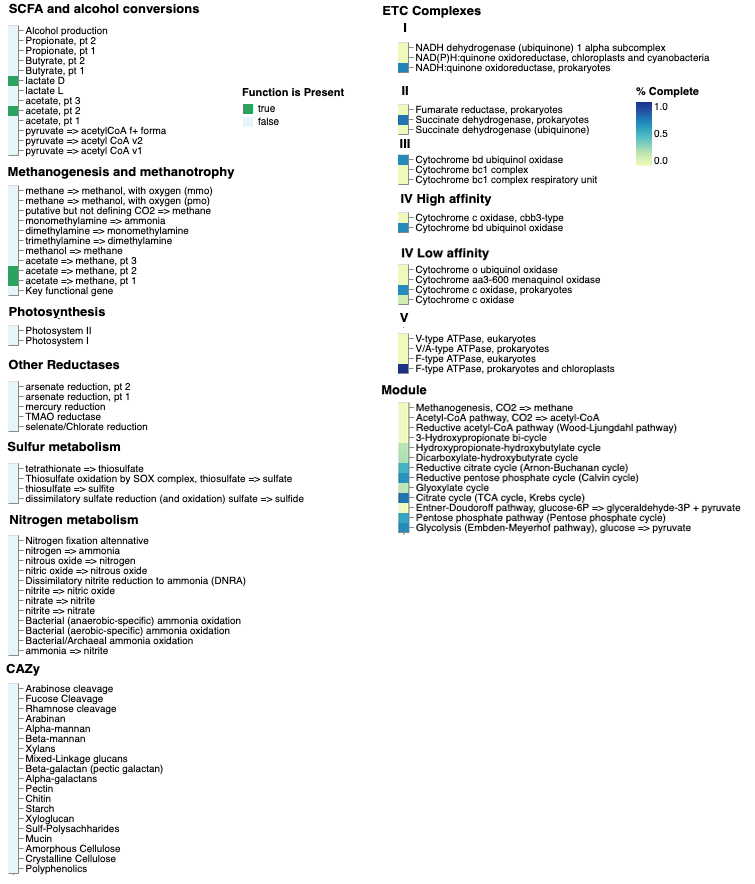 SCFA and alcohol conversions
Alcohol production
Propionate, pt 2
Propionate, pt 1
Butyrate, pt 2
Butyrate, pt 1
lactate D
lactate L
acetate, pt 3
acetate, pt 2
acetate, pt 1
pyruvate => acetylCoA f+ forma
pyruvate => acetyl CoA v2
pyruvate => acetyl CoA v1
Function is Present
true
false
Methanogenesis and methanotrophy
methane => methanol, with oxygen (mmo)
methane => methanol, with oxygen (pmo)
putative but not defining CO2 => methane
monomethylamine => ammonia
dimethylamine => monomethylamine
trimethylamine => dimethylamine
methanol => methane
acetate => methane, pt 3
acetate => methane, pt 2
acetate => methane, pt 1
Key functional gene
Photosynthesis
Photosystem II
Photosystem I
Other Reductases
arsenate reduction, pt 2
arsenate reduction, pt 1
mercury reduction
TMAO reductase
selenate/Chlorate reduction
Sulfur metabolism
tetrathionate => thiosulfate
Thiosulfate oxidation by SOX complex, thiosulfate => sulfate
thiosulfate => sulfite
dissimilatory sulfate reduction (and oxidation) sulfate => sulfide
Nitrogen metabolism
Nitrogen fixation altennative
nitrogen => ammonia
nitrous oxide => nitrogen
nitric oxide => nitrous oxide
Dissimilatory nitrite reduction to ammonia (DNRA)
nitrite => nitric oxide
nitrate => nitrite
nitrite => nitrate
Bacterial (anaerobic-specific) ammonia oxidation
Bacterial (aerobic-specific) ammonia oxidation
Bacterial/Archaeal ammonia oxidation
ammonia => nitrite
CAZy
Arabinose cleavage
Fucose Cleavage
Rhamnose cleavage
Arabinan
Alpha-mannan
Beta-mannan
Xylans
Mixed-Linkage glucans
Beta-galactan (pectic galactan)
Alpha-galactans
Pectin
Chitin
Starch
Xyloglucan
Sulf-Polysachharides
Mucin
Amorphous Cellulose
Crystalline Cellulose
Polyphenolics
ETC Complexes
I
NADH dehydrogenase (ubiquinone) 1 alpha subcomplex
NAD(P)H:quinone oxidoreductase, chloroplasts and cyanobacteria
NADH:quinone oxidoreductase, prokaryotes
II
Fumarate reductase, prokaryotes
Succinate dehydrogenase, prokaryotes
Succinate dehydrogenase (ubiquinone)
% Complete
1.0
0.5
0.0
III
Cytochrome bd ubiquinol oxidase
Cytochrome bc1 complex
Cytochrome bc1 complex respiratory unit
IV High affinity
Cytochrome c oxidase, cbb3-type
Cytochrome bd ubiquinol oxidase
IV Low affinity
Cytochrome o ubiquinol oxidase
Cytochrome aa3-600 menaquinol oxidase
Cytochrome c oxidase, prokaryotes
Cytochrome c oxidase
V
V-type ATPase, eukaryotes
V/A-type ATPase, prokaryotes
F-type ATPase, eukaryotes
F-type ATPase, prokaryotes and chloroplasts
Module
Methanogenesis, CO2 => methane
Acetyl-CoA pathway, CO2 => acetyl-CoA
Reductive acetyl-CoA pathway (Wood-Ljungdahl pathway)
3-Hydroxypropionate bi-cycle
Hydroxypropionate-hydroxybutylate cycle
Dicarboxylate-hydroxybutyrate cycle
Reductive citrate cycle (Arnon-Buchanan cycle)
Reductive pentose phosphate cycle (Calvin cycle)
Glyoxylate cycle
Citrate cycle (TCA cycle, Krebs cycle)
Entner-Doudoroff pathway, glucose-6P => glyceraldehyde-3P + pyruvate
Pentose phosphate pathway (Pentose phosphate cycle)
Glycolysis (Embden-Meyerhof pathway), glucose => pyruvate